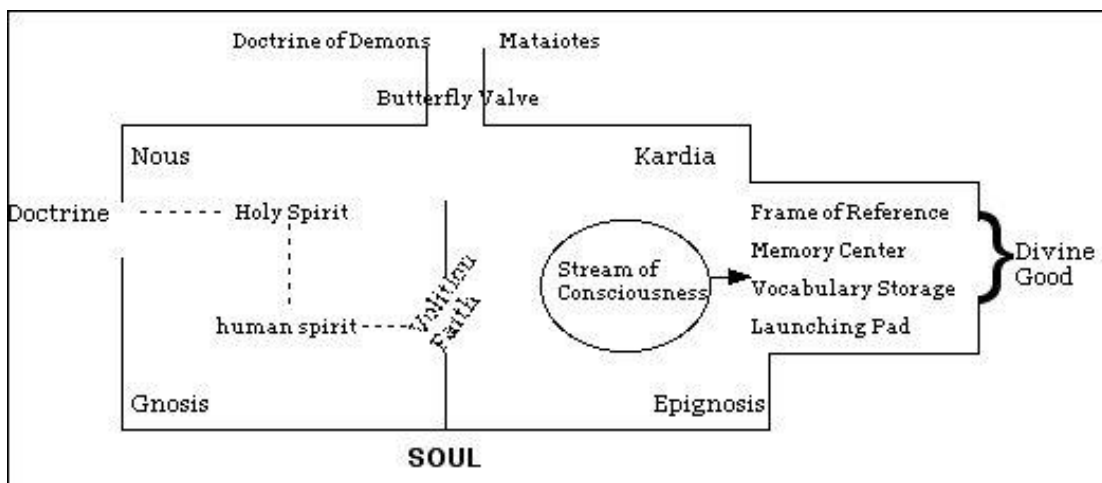 Doctrine of Demons
Mataiotes
Butterfly Valve
Nous
Kardia
Doctrine
Holy Spirit
Frame of Reference
Memory Center
Divine
Good
Stream of
Consciousness
Vocabulary Storage
Volition
Faith
human spirit
Launching Pad
Gnosis
Epignosis
SOUL